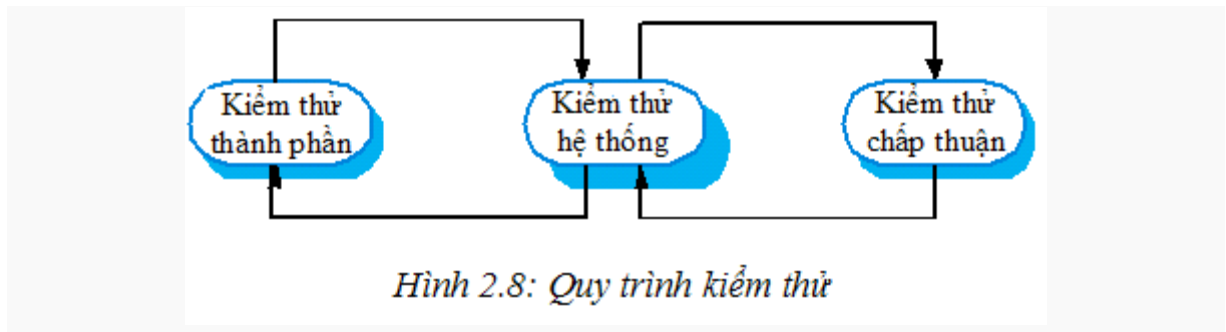 Kiểm thử
thành phần
Kiểm thử
hệ thống
Kiểm thử
chấp thuận
Hình 2.8: Quy trình kiểm thử